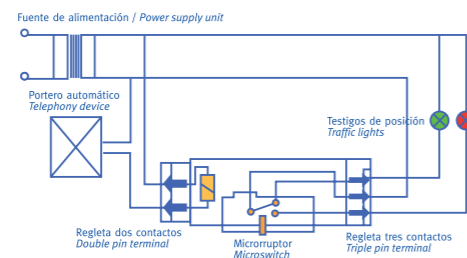 Fuente de alimentación / Power supply unit
Portero automático
Telephony device
Testigos de posición
Traffic lights
Regleta dos contactos
Double pin terminal
Microrruptor
Microswitch
Regleta tres contactos
Triple pin terminal